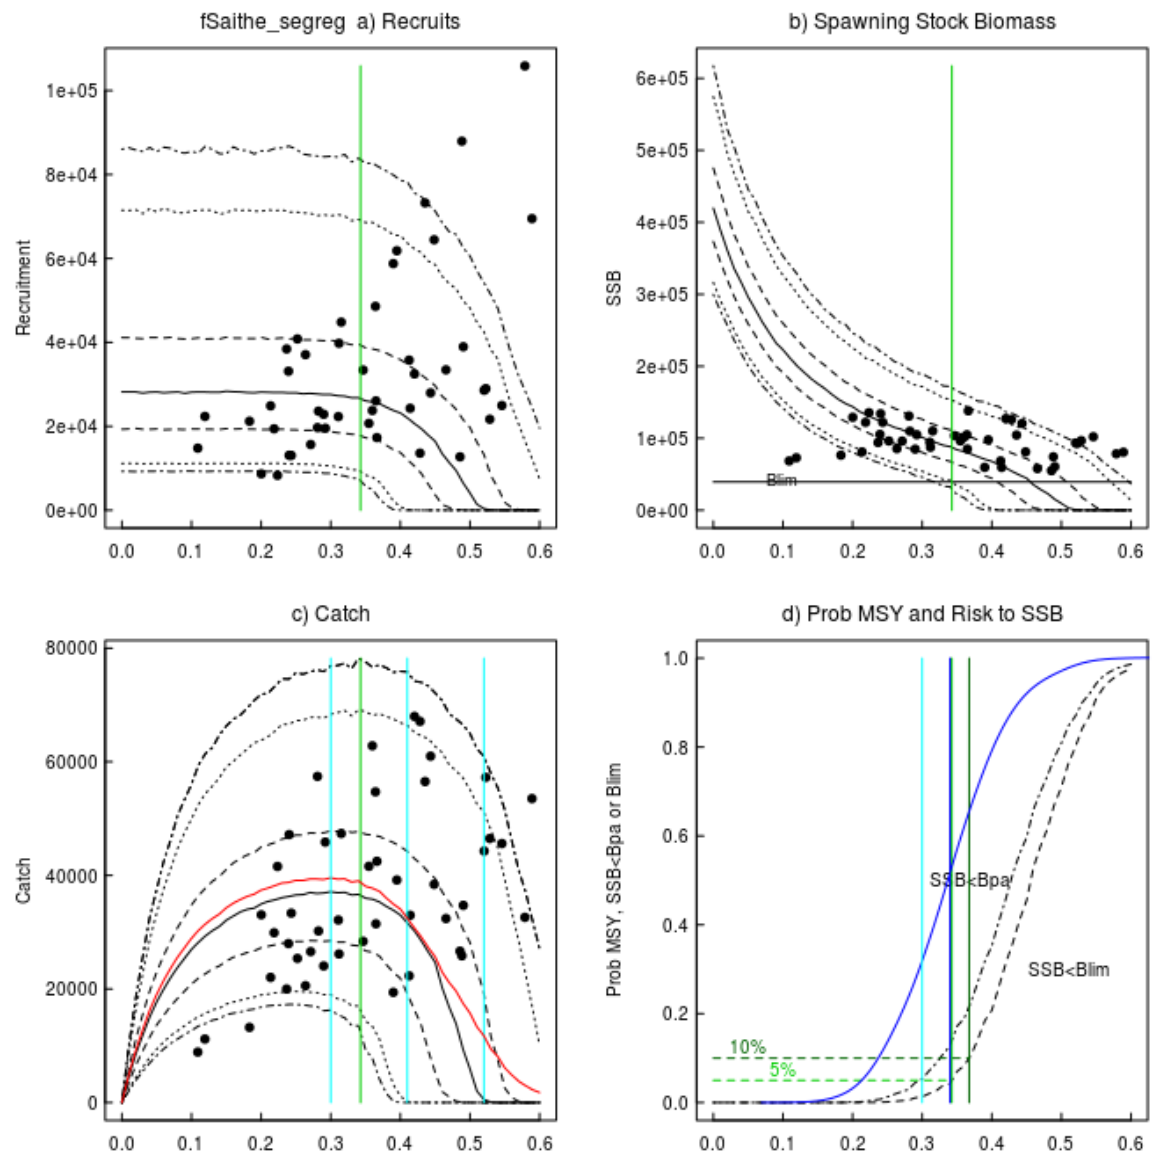 fSaithe_segreg a) Recruits
Recruitment
1e+05
8e+04
6e+04
4e+04
2e+04
0e+00
0.0 0.1 0.2 0.3 0.4 0.5 0.6
b) Spawning Stock Biomass
SSB
6e+05
5e+05
4e+05
3e+05
2e+05
1e+05
0e+00
Blim
0.0 0.1 0.2 0.3 0.4 0.5 0.6
c) Catch
Catch
80000
60000
40000
20000
0
0.0 0.1 0.2 0.3 0.4 0.5 0.6
d) Prob MSY and Risk to SSB
Prob MSY, SSB<Bpa or Blim
1.0
0.8
0.6
0.4
0.2
0.0
SSB<Bpa
SSB<Blim
10%
5%
0.0 0.1 0.2 0.3 0.4 0.5 0.6